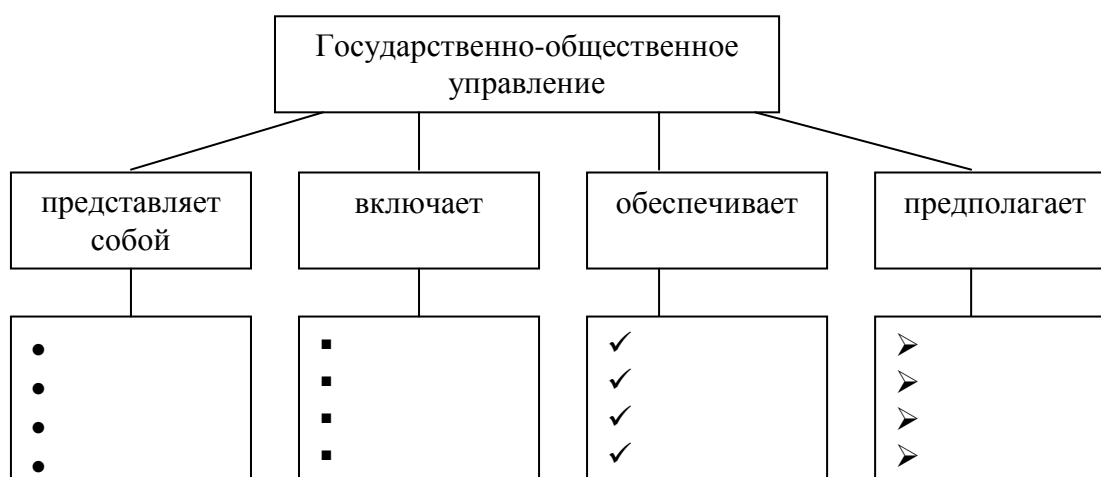 Государственно-общественное
управление
представляет
собой
включает
обеспечивает
предполагает